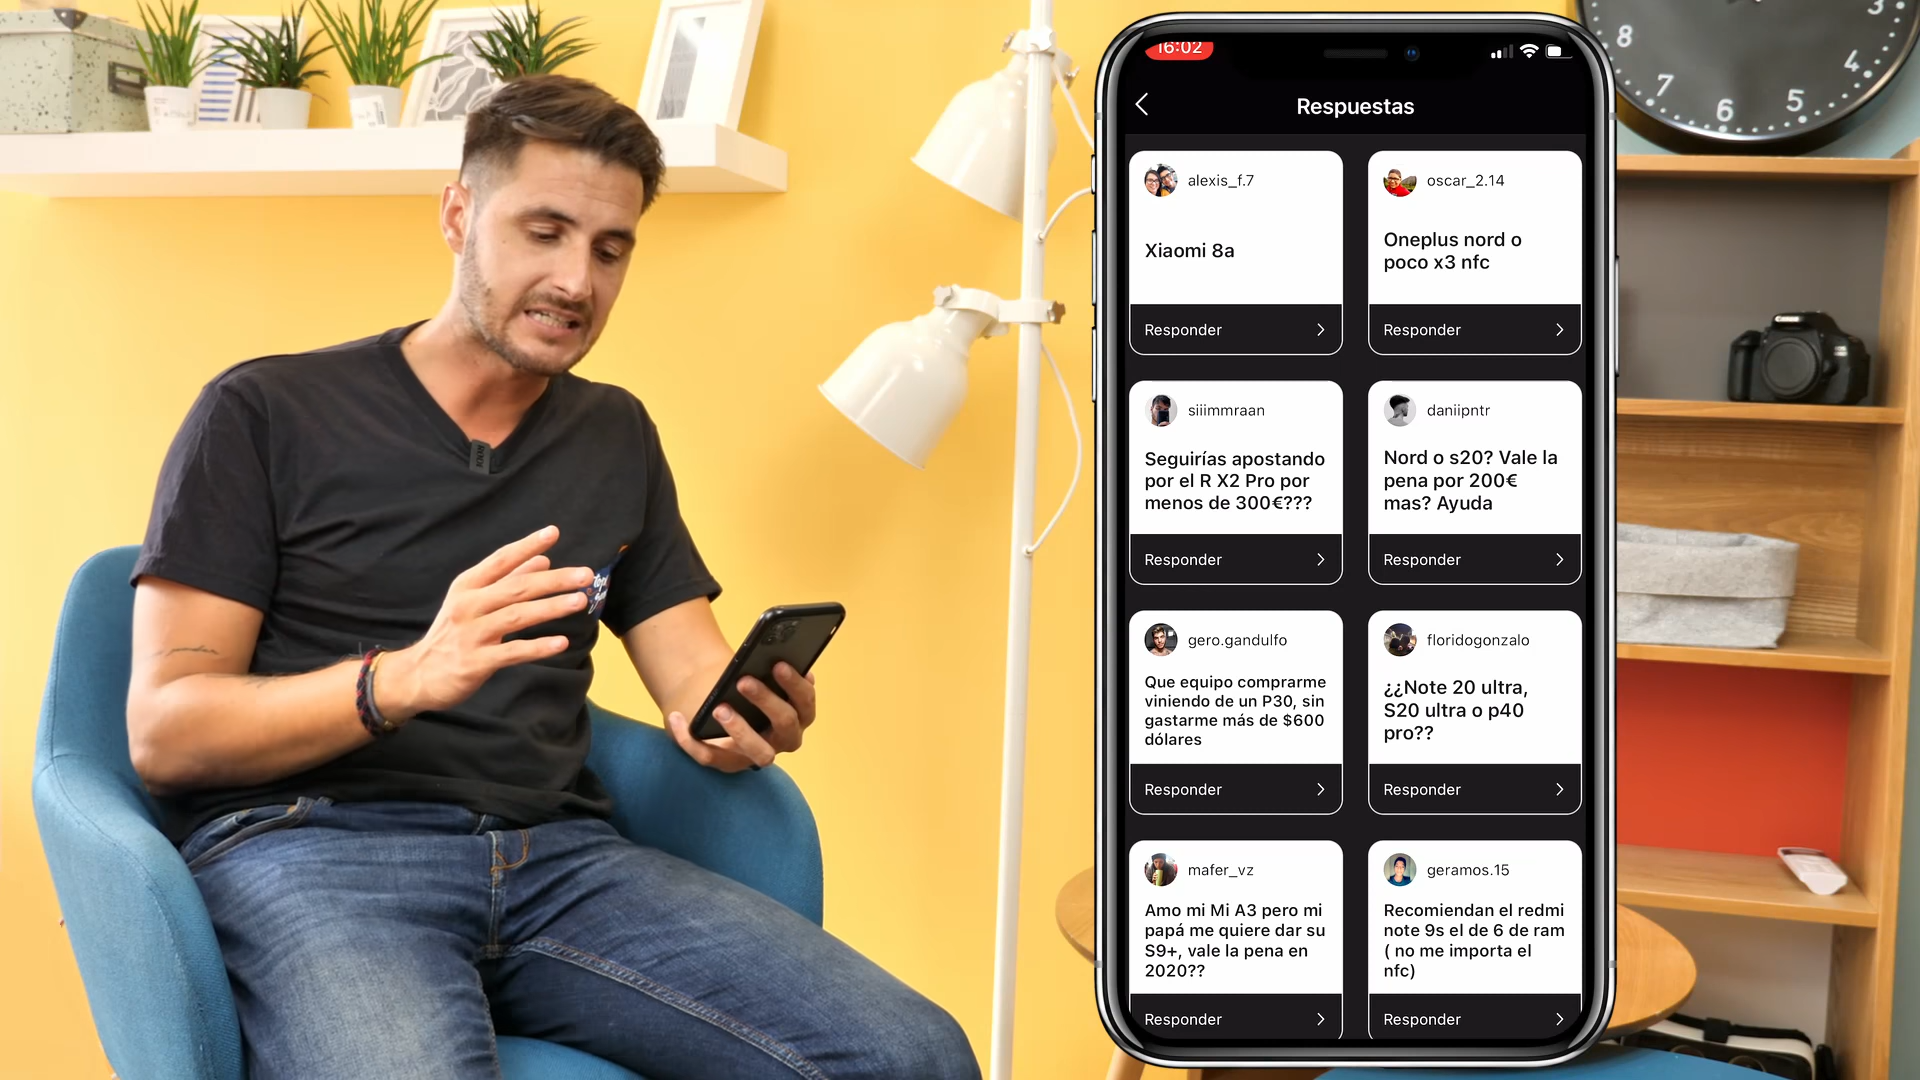 16:02
Respuestas
alexis_f.7
Xiaomi 8a
Responder
oscar_2.14
Oneplus nord o
poco x3 nfc
Responder
siiimmraan
Seguirías apostando
por el R X2 Pro por
menos de 300€???
Responder
daniipntr
Nord o s20? Vale la
pena por 200€
mas? Ayuda
Responder
gero.gandulfo
Que equipo comprarme
viniendo de un P30, sin
gastarme más de $600
dólares
Responder
floridogonzalo
¿¿Note 20 ultra,
S20 ultra o p40
pro??
Responder
mafer_vz
Amo mi Mi A3 pero mi
papá me quiere dar su
S9+, vale la pena en
2020??
Responder
geramos.15
Recomiendan el redmi
note 9s el de 6 de ram
( no me importa el
nfc)
Responder
8
7
6
5
4
3